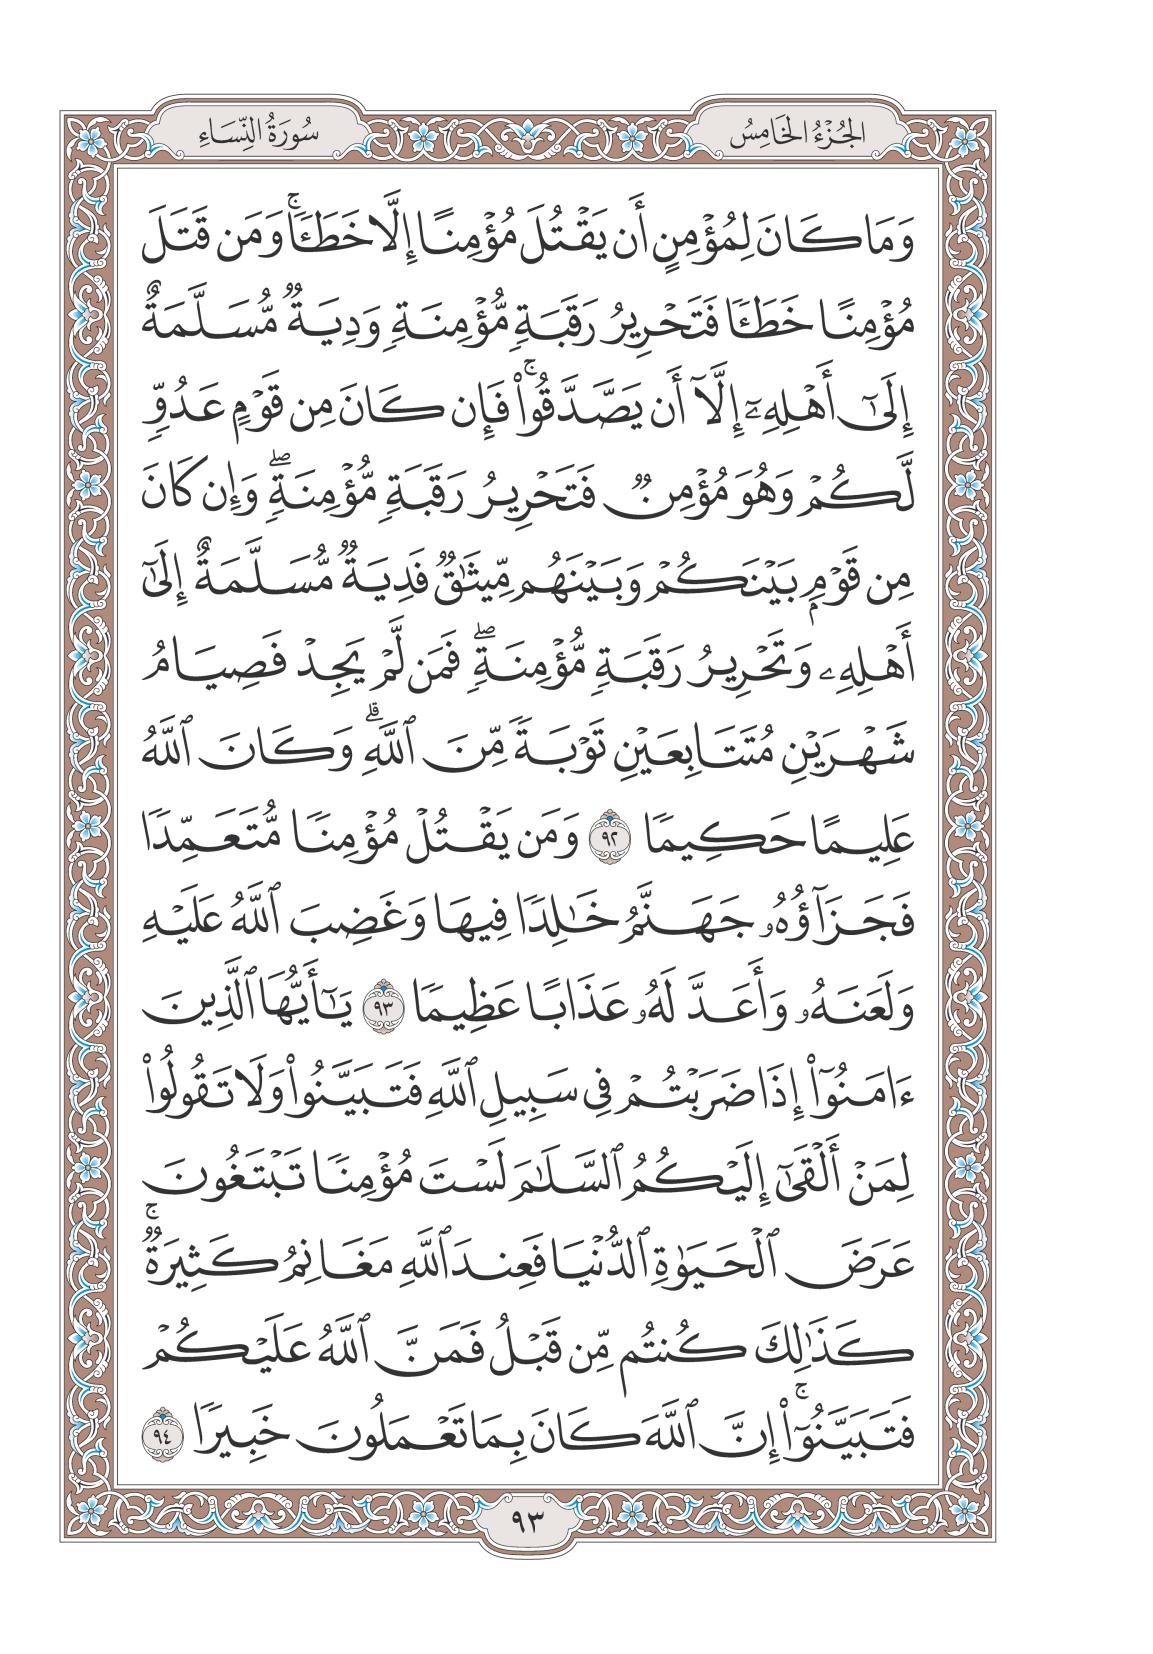 الجُزْءُ الخَامِسُ
سُورَةُ النِّسَاءِ
وَمَا كَانَ لِمُؤْمِنٍ أَن يَقْتُلَ مُؤْمِنًا إِلَّا خَطَـًٔا ۚ وَمَن قَتَلَ
مُؤْمِنًا خَطَـًٔا فَتَحْرِيرُ رَقَبَةٍ مُّؤْمِنَةٍ وَدِيَةٌ مُّسَلَّمَةٌ
إِلَىٰٓ أَهْلِهِۦٓ إِلَّآ أَن يَصَّدَّقُوا۟ ۚ فَإِن كَانَ مِن قَوْمٍ عَدُوٍّ
لَّكُمْ وَهُوَ مُؤْمِنٌ فَتَحْرِيرُ رَقَبَةٍ مُّؤْمِنَةٍ ۖ وَإِن كَانَ
مِن قَوْمٍۭ بَيْنَكُمْ وَبَيْنَهُم مِّيثَـٰقٌ فَدِيَةٌ مُّسَلَّمَةٌ إِلَىٰٓ
أَهْلِهِۦ وَتَحْرِيرُ رَقَبَةٍ مُّؤْمِنَةٍ ۖ فَمَن لَّمْ يَجِدْ فَصِيَامُ
شَهْرَيْنِ مُتَتَابِعَيْنِ تَوْبَةً مِّنَ ٱللَّهِ ۗ وَكَانَ ٱللَّهُ
عَلِيمًا حَكِيمًا ٩٢ وَمَن يَقْتُلْ مُؤْمِنًا مُّتَعَمِّدًا
فَجَزَآؤُهُۥ جَهَنَّمُ خَـٰلِدًا فِيهَا وَغَضِبَ ٱللَّهُ عَلَيْهِ
وَلَعَنَهُۥ وَأَعَدَّ لَهُۥ عَذَابًا عَظِيمًا ٩٣ يَـٰٓأَيُّهَا ٱلَّذِينَ
ءَامَنُوٓا۟ إِذَا ضَرَبْتُمْ فِى سَبِيلِ ٱللَّهِ فَتَبَيَّنُوا۟ وَلَا تَقُولُوا۟
لِمَنْ أَلْقَىٰٓ إِلَيْكُمُ ٱلسَّلَـٰمَ لَسْتَ مُؤْمِنًا تَبْتَغُونَ
عَرَضَ ٱلْحَيَوٰةِ ٱلدُّنْيَا فَعِندَ ٱللَّهِ مَغَانِمُ كَثِيرَةٌ ۚ
كَذَٰلِكَ كُنتُم مِّن قَبْلُ فَمَنَّ ٱللَّهُ عَلَيْكُمْ
فَتَبَيَّنُوٓا۟ ۚ إِنَّ ٱللَّهَ كَانَ بِمَا تَعْمَلُونَ خَبِيرًا ٩٤
٩٣